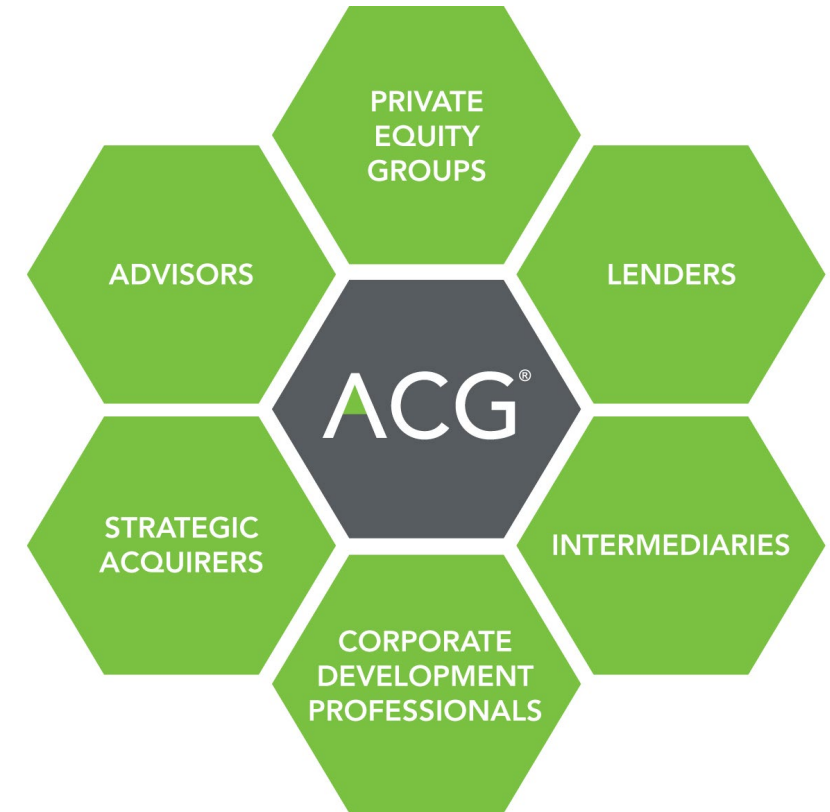 PRIVATE
EQUITY
GROUPS
ADVISORS
LENDERS
ACG®
STRATEGIC
ACQUIRERS
INTERMEDIARIES
CORPORATE
DEVELOPMENT
PROFESSIONALS